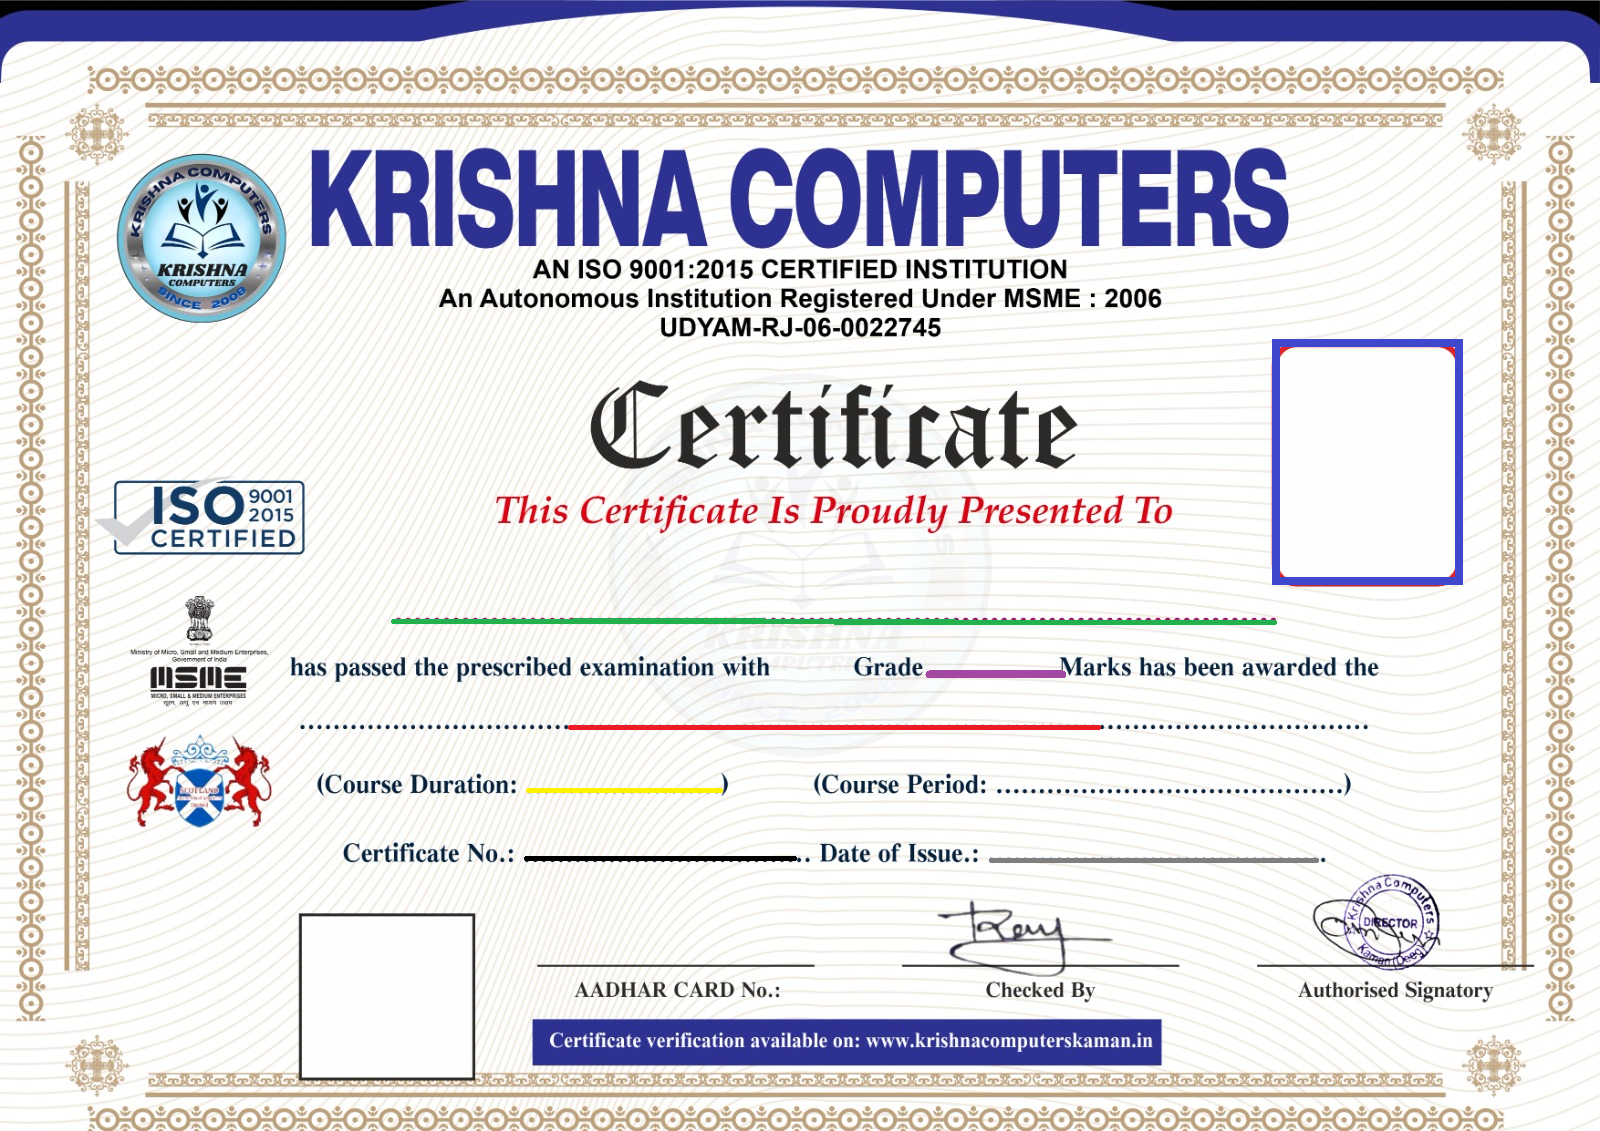 KRISHNA COMPUTERS
KRISHNA COMPUTERS
KRISHNA
COMPUTERS
SINCE 2008
AN ISO 9001:2015 CERTIFIED INSTITUTION
An Autonomous Institution Registered Under MSME : 2006
UDYAM-RJ-06-0022745
Certificate
This Certificate Is Proudly Presented To
ISO 9001 2015
CERTIFIED
Ministry of Micro, Small and Medium Enterprises,
Government of India
MSME
MICRO, SMALL & MEDIUM ENTERPRISES
has passed the prescribed examination with Grade Marks has been awarded the
SCOTLAND
(Course Duration: ) (Course Period: ........................................)
Certificate No.: .. Date of Issue.: .
Krishna Computers
DIRECTOR
Kaman (Deeg)
AADHAR CARD No.: Checked By Authorised Signatory
Certificate verification available on: www.krishnacomputerskaman.in